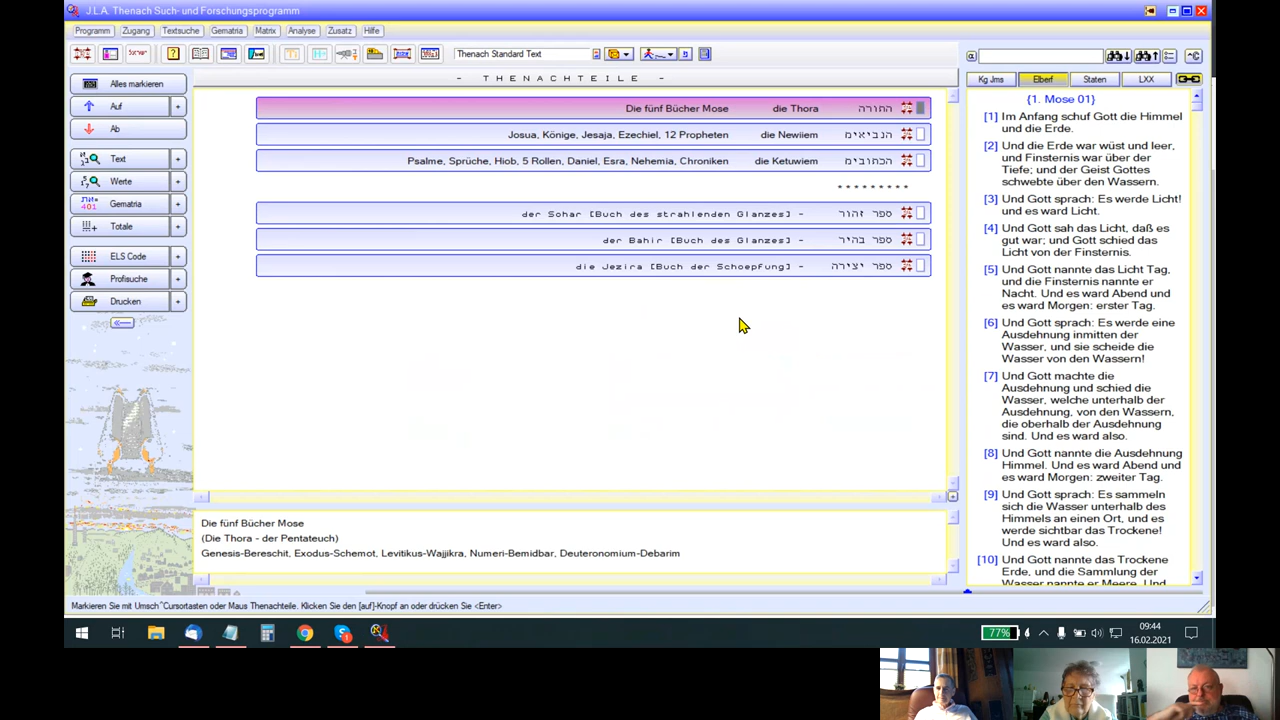 J.L.A. Thenach Such- und Forschungsprogramm
Programm Zugang Textsuche Gematria Matrix Analyse Zusatz Hilfe
Thenach Standard Text
- THENACHTEILE -
Alles markieren
Auf
Ab
Text
Werte
401 Gematria
Totale
ELS Code
Profisuche
Drucken
Die fünf Bücher Mose die Thora התורה
Josua, Könige, Jesaja, Ezechiel, 12 Propheten die Newiiem הנביאימ
Psalme, Sprüche, Hiob, 5 Rollen, Daniel, Esra, Nehemia, Chroniken die Ketuwiem הכתובימ
*********
der Sohar [Buch des strahlenden Glanzes] - ספר זהור
der Bahir [Buch des Glanzes] - ספר בהיר
die Jezira [Buch der Schoepfung] - ספר יצירה
Die fünf Bücher Mose
(Die Thora - der Pentateuch)
Genesis-Bereschit, Exodus-Schemot, Levitikus-Wajjikra, Numeri-Bemidbar, Deuteronomium-Debarim
Kg Jms Elberf Staten LXX
{1. Mose 01}
[1] Im Anfang schuf Gott die Himmel
und die Erde.
[2] Und die Erde war wüst und leer,
und Finsternis war über der
Tiefe; und der Geist Gottes
schwebte über den Wassern.
[3] Und Gott sprach: Es werde Licht!
und es ward Licht.
[4] Und Gott sah das Licht, daß es
gut war; und Gott schied das
Licht von der Finsternis.
[5] Und Gott nannte das Licht Tag,
und die Finsternis nannte er
Nacht. Und es ward Abend und
es ward Morgen: erster Tag.
[6] Und Gott sprach: Es werde eine
Ausdehnung inmitten der
Wasser, und sie scheide die
Wasser von den Wassern!
[7] Und Gott machte die
Ausdehnung und schied die
Wasser, welche unterhalb der
Ausdehnung, von den Wassern,
die oberhalb der Ausdehnung
sind. Und es ward also.
[8] Und Gott nannte die Ausdehnung
Himmel. Und es ward Abend und
es ward Morgen: zweiter Tag.
[9] Und Gott sprach: Es sammeln
sich die Wasser unterhalb des
Himmels an einen Ort, und es
werde sichtbar das Trockene!
Und es ward also.
[10] Und Gott nannte das Trockene
Erde, und die Sammlung der
Wasser nannte er Meere. Und
Markieren Sie mit Umsch^Cursortasten oder Maus Thenachteile. Klicken Sie den [auf]-Knopf an oder drücken Sie <Enter>
77%
09:44
16.02.2021